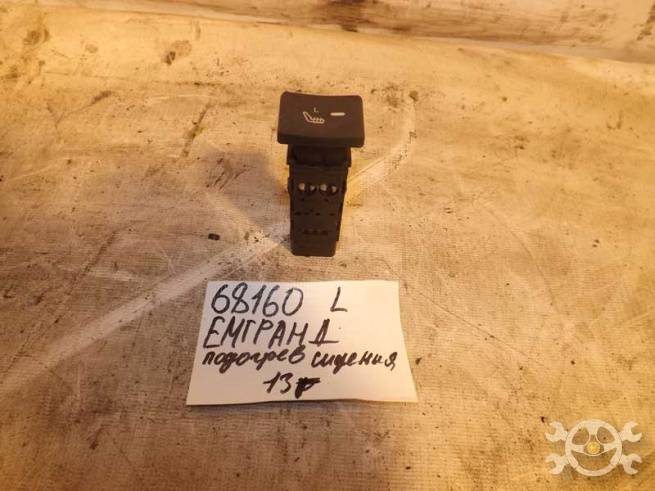 L
68160 L
ЕМГРАНД
подогрев сидения
13г